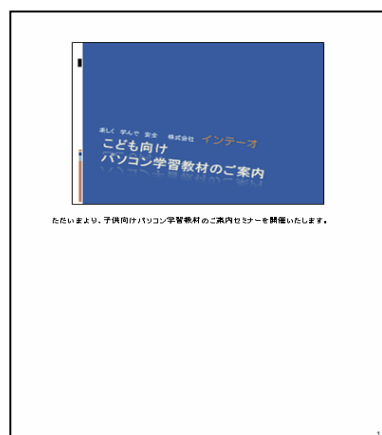 楽しく 学んで 安全 株式会社 インテーオ
こども向け
パソコン学習教材のご案内
ただいまより、子供向けパソコン学習教材のご案内セミナーを開催いたします。
1